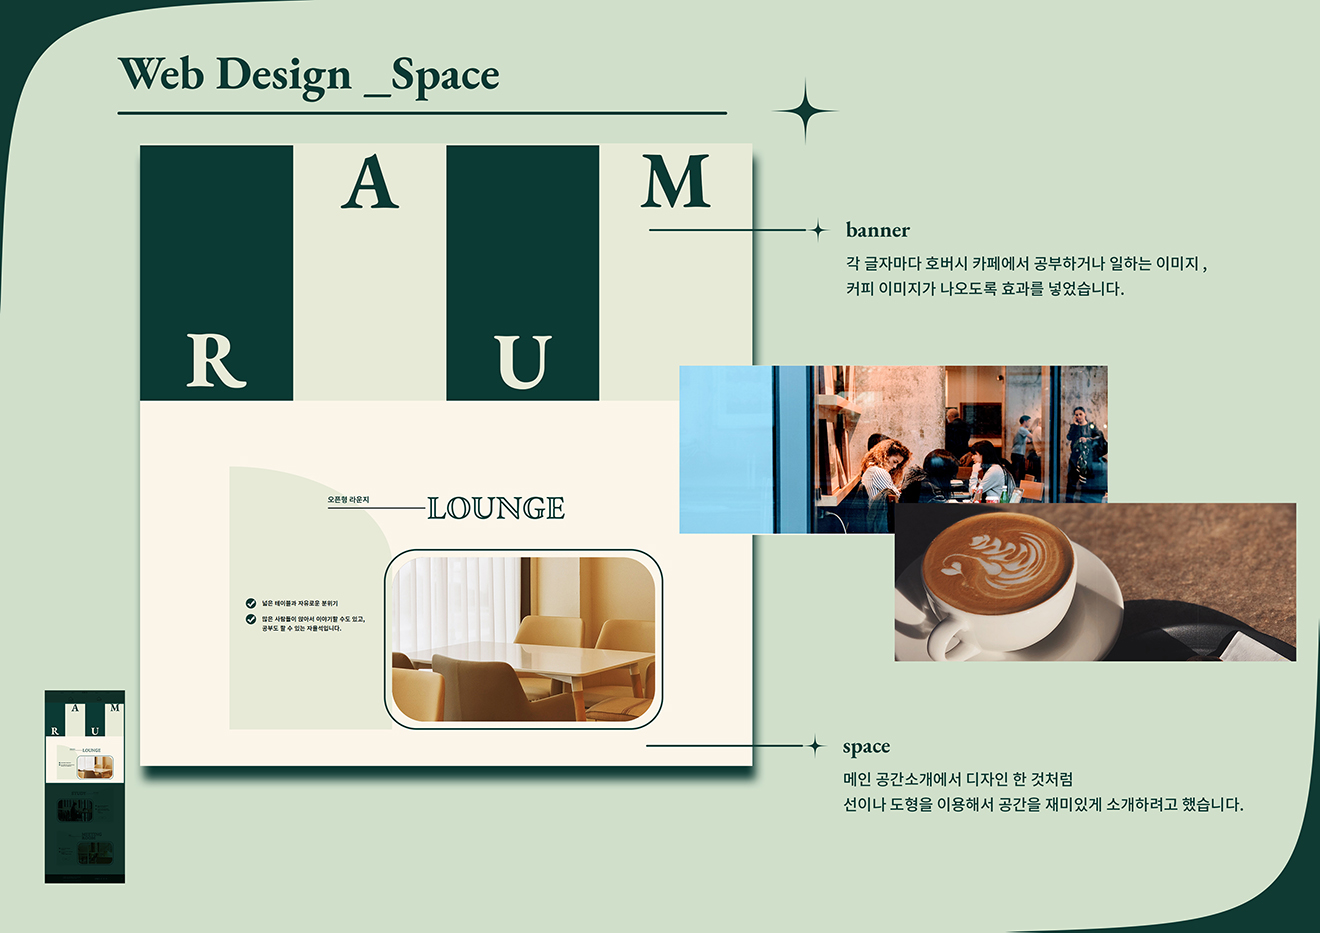 Web Design _Space
R A U M
banner
각 글자마다 호버시 카페에서 공부하거나 일하는 이미지 ,
커피 이미지가 나오도록 효과를 넣었습니다.
오픈형 라운지
LOUNGE
넓은 테이블과 자유로운 분위기
많은 사람들이 앉아서 이야기할 수도 있고,
공부도 할 수 있는 자율석입니다.
R A U M
LOUNGE
space
메인 공간소개에서 디자인 한 것처럼
선이나 도형을 이용해서 공간을 재미있게 소개하려고 했습니다.